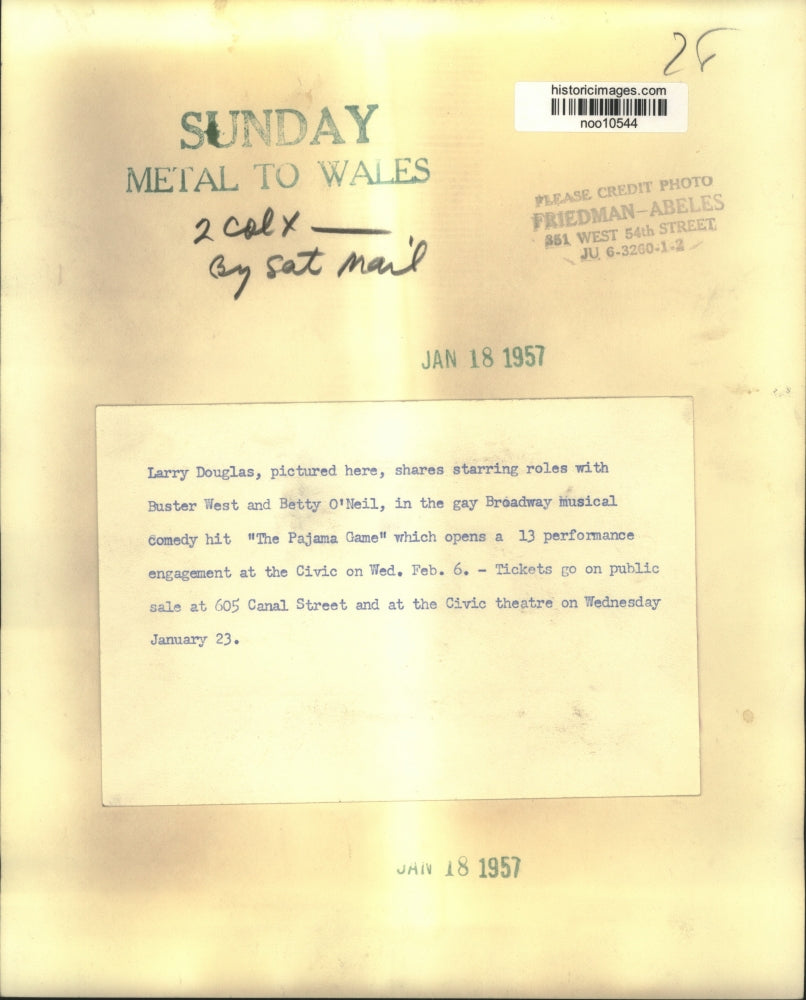 historicimages.com
noo10544
SUNDAY
METAL TO WALES
2 col x —
By Sat Mail
PLEASE CREDIT PHOTO
FRIEDMAN-ABELES
351 WEST 54th STREET
JU 6-3260-1-2
JAN 18 1957
Larry Douglas, pictured here, shares starring roles with
Buster West and Betty O'Neil, in the gay Broadway musical
comedy hit "The Pajama Game" which opens a 13 performance
engagement at the Civic on Wed. Feb. 6. - Tickets go on public
sale at 605 Canal Street and at the Civic theatre on Wednesday
January 23.
JAN 18 1957